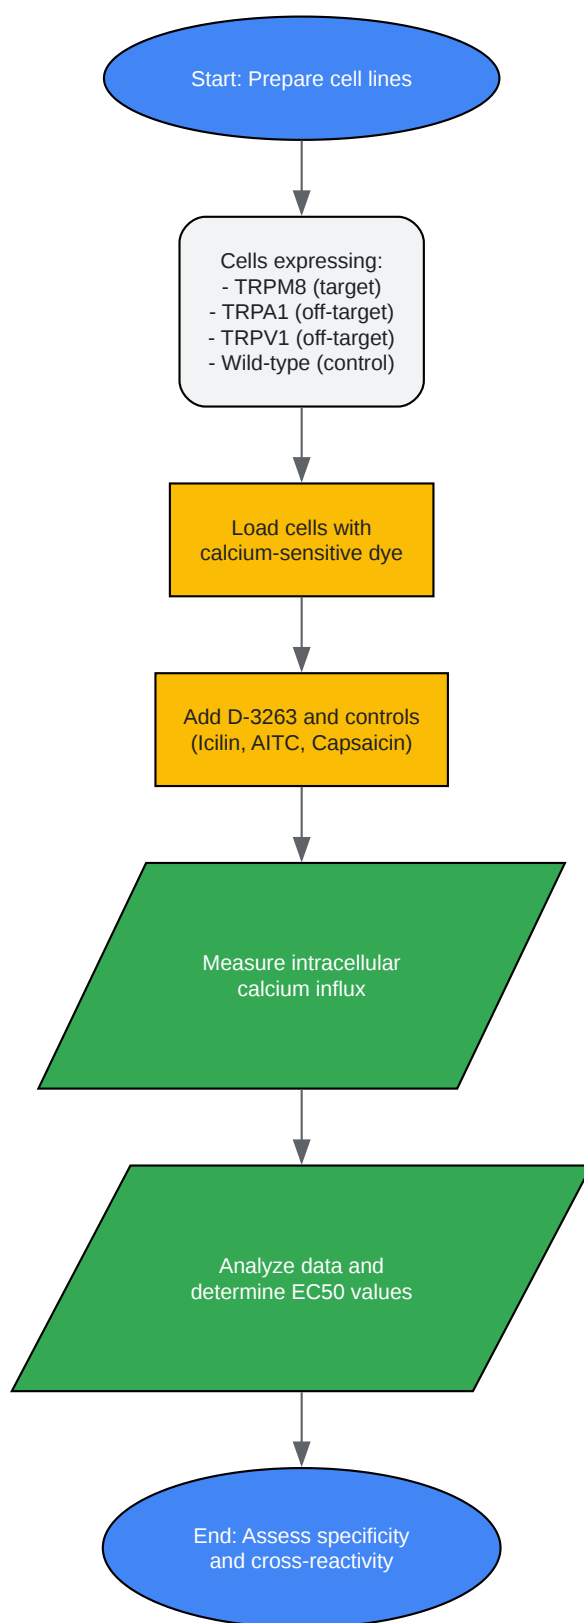 Start: Prepare cell lines
Cells expressing:
- TRPM8 (target)
- TRPA1 (off-target)
- TRPV1 (off-target)
- Wild-type (control)
Load cells with
calcium-sensitive dye
Add D-3263 and controls
(Icilin, AITC, Capsaicin)
Measure intracellular
calcium influx
Analyze data and
determine EC50 values
End: Assess specificity
and cross-reactivity